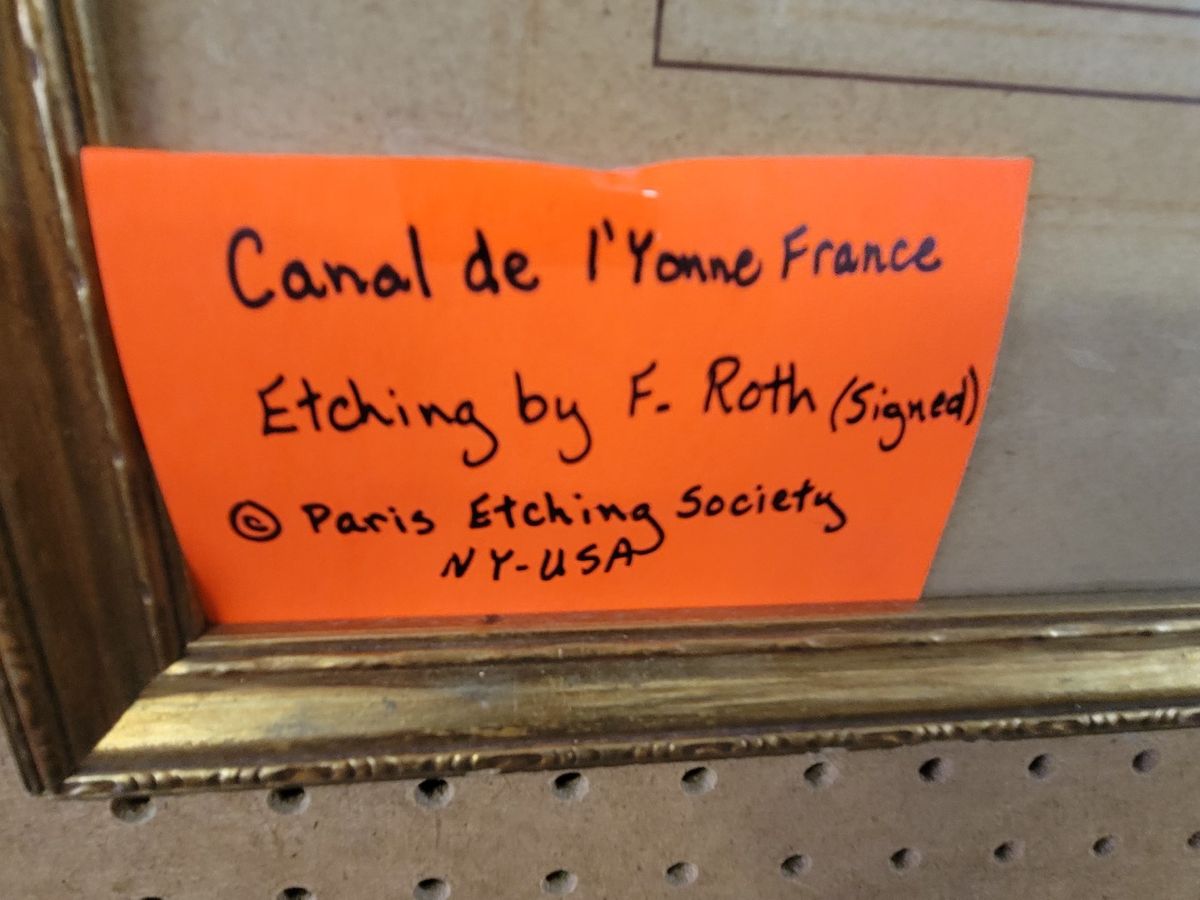 Canal de l'Yonne France
Etching by F. Roth (Signed)
© Paris Etching Society
NY-USA